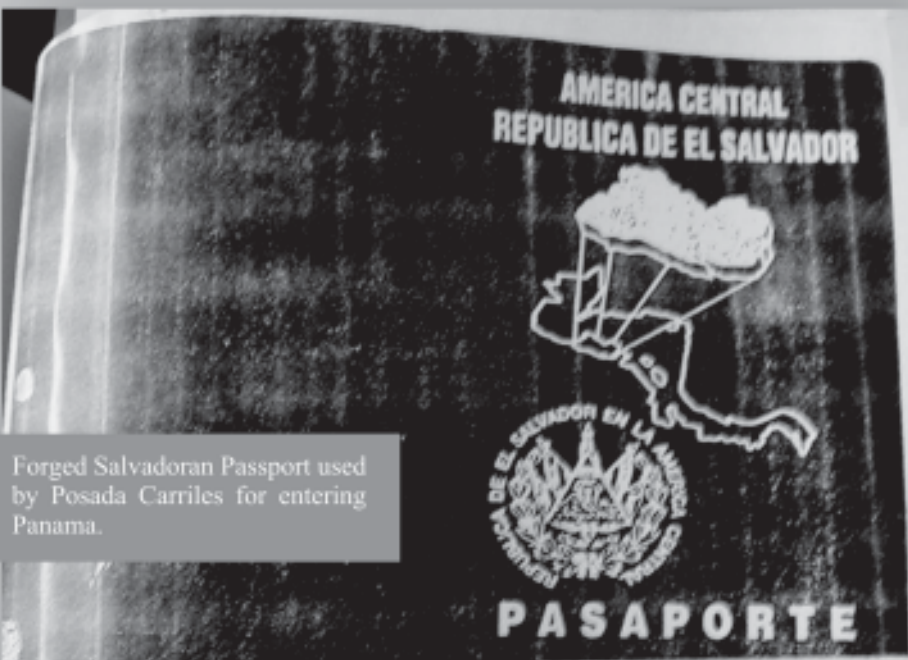 AMERICA CENTRAL
REPUBLICA DE EL SALVADOR
REPUBLICA DE EL SALVADOR EN LA AMERICA CENTRAL
Forged Salvadoran Passport used
by Posada Carriles for entering
Panama.
PASAPORTE